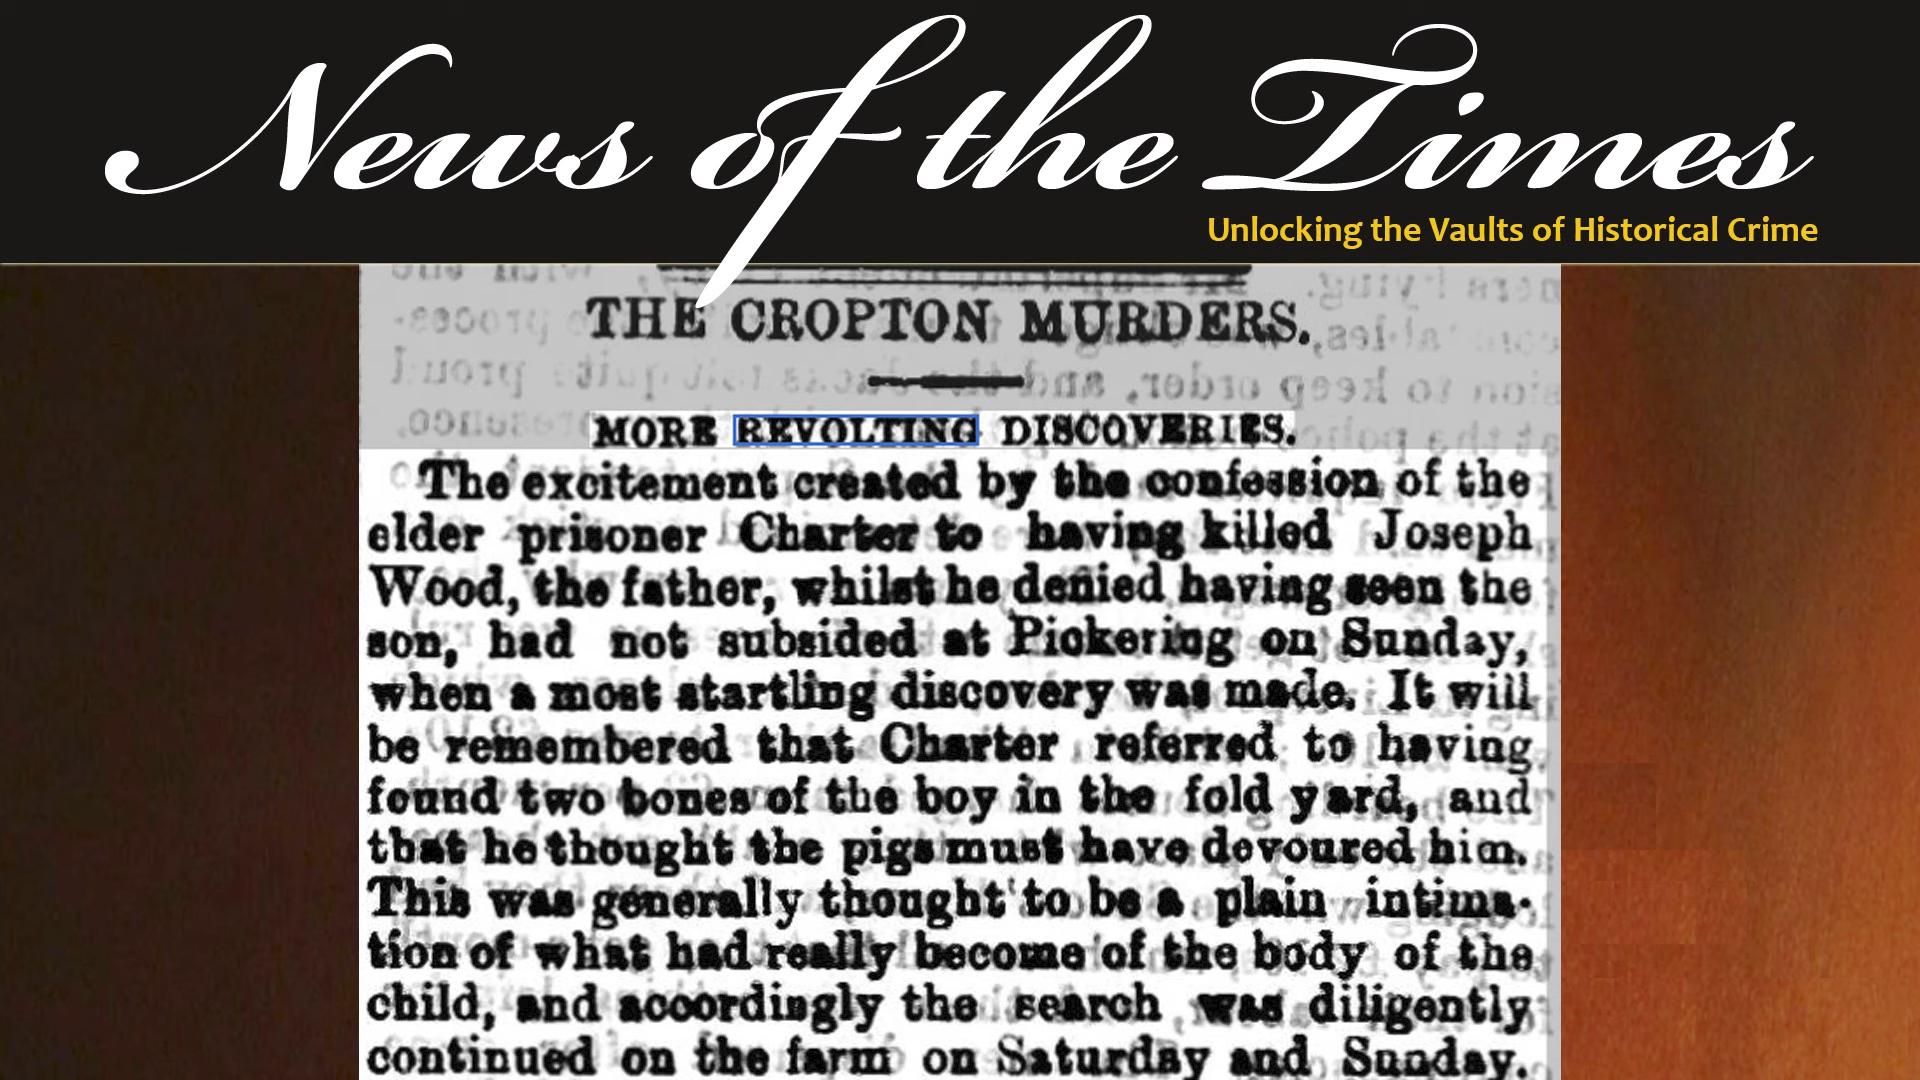 News of the Times
Unlocking the Vaults of Historical Crime
THE CROPTON MURDERS.
MORE REVOLTING DISCOVERIES.
The excitement created by the confession of the
elder prisoner Charter to having killed Joseph
Wood, the father, whilst he denied having seen the
son, had not subsided at Pickering on Sunday,
when a most startling discovery was made. It will
be remembered that Charter referred to having
found two bones of the boy in the fold yard, and
that he thought the pigs must have devoured him.
This was generally thought to be a plain intima-
tion of what had really become of the body of the
child, and accordingly the search was diligently
continued on the farm on Saturday and Sunday.